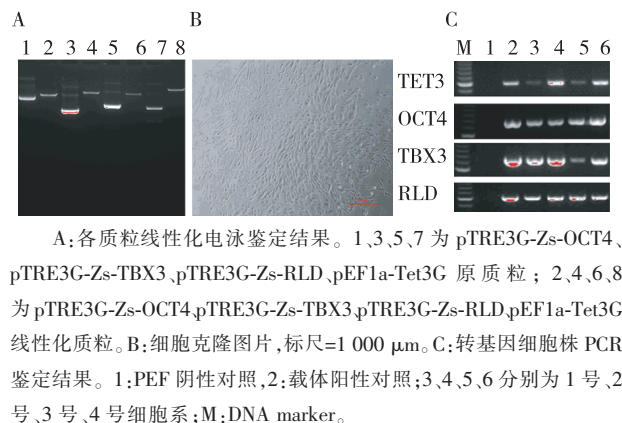 A B C
1 2 3 4 5 6 7 8
M 1 2 3 4 5 6
TET3
OCT4
TBX3
RLD
A:各质粒线性化电泳鉴定结果。1、3、5、7 为 pTRE3G-Zs-OCT4、
pTRE3G-Zs-TBX3、pTRE3G-Zs-RLD、pEF1a-Tet3G 原质粒;2、4、6、8
为 pTRE3G-Zs-OCT4、pTRE3G-Zs-TBX3、pTRE3G-Zs-RLD、pEF1a-Tet3G
线性化质粒。B:细胞克隆图片,标尺=1 000 μm。C:转基因细胞株 PCR
鉴定结果。1:PEF 阴性对照,2:载体阳性对照;3、4、5、6 分别为 1 号、2
号、3 号、4 号细胞系;M:DNA marker。